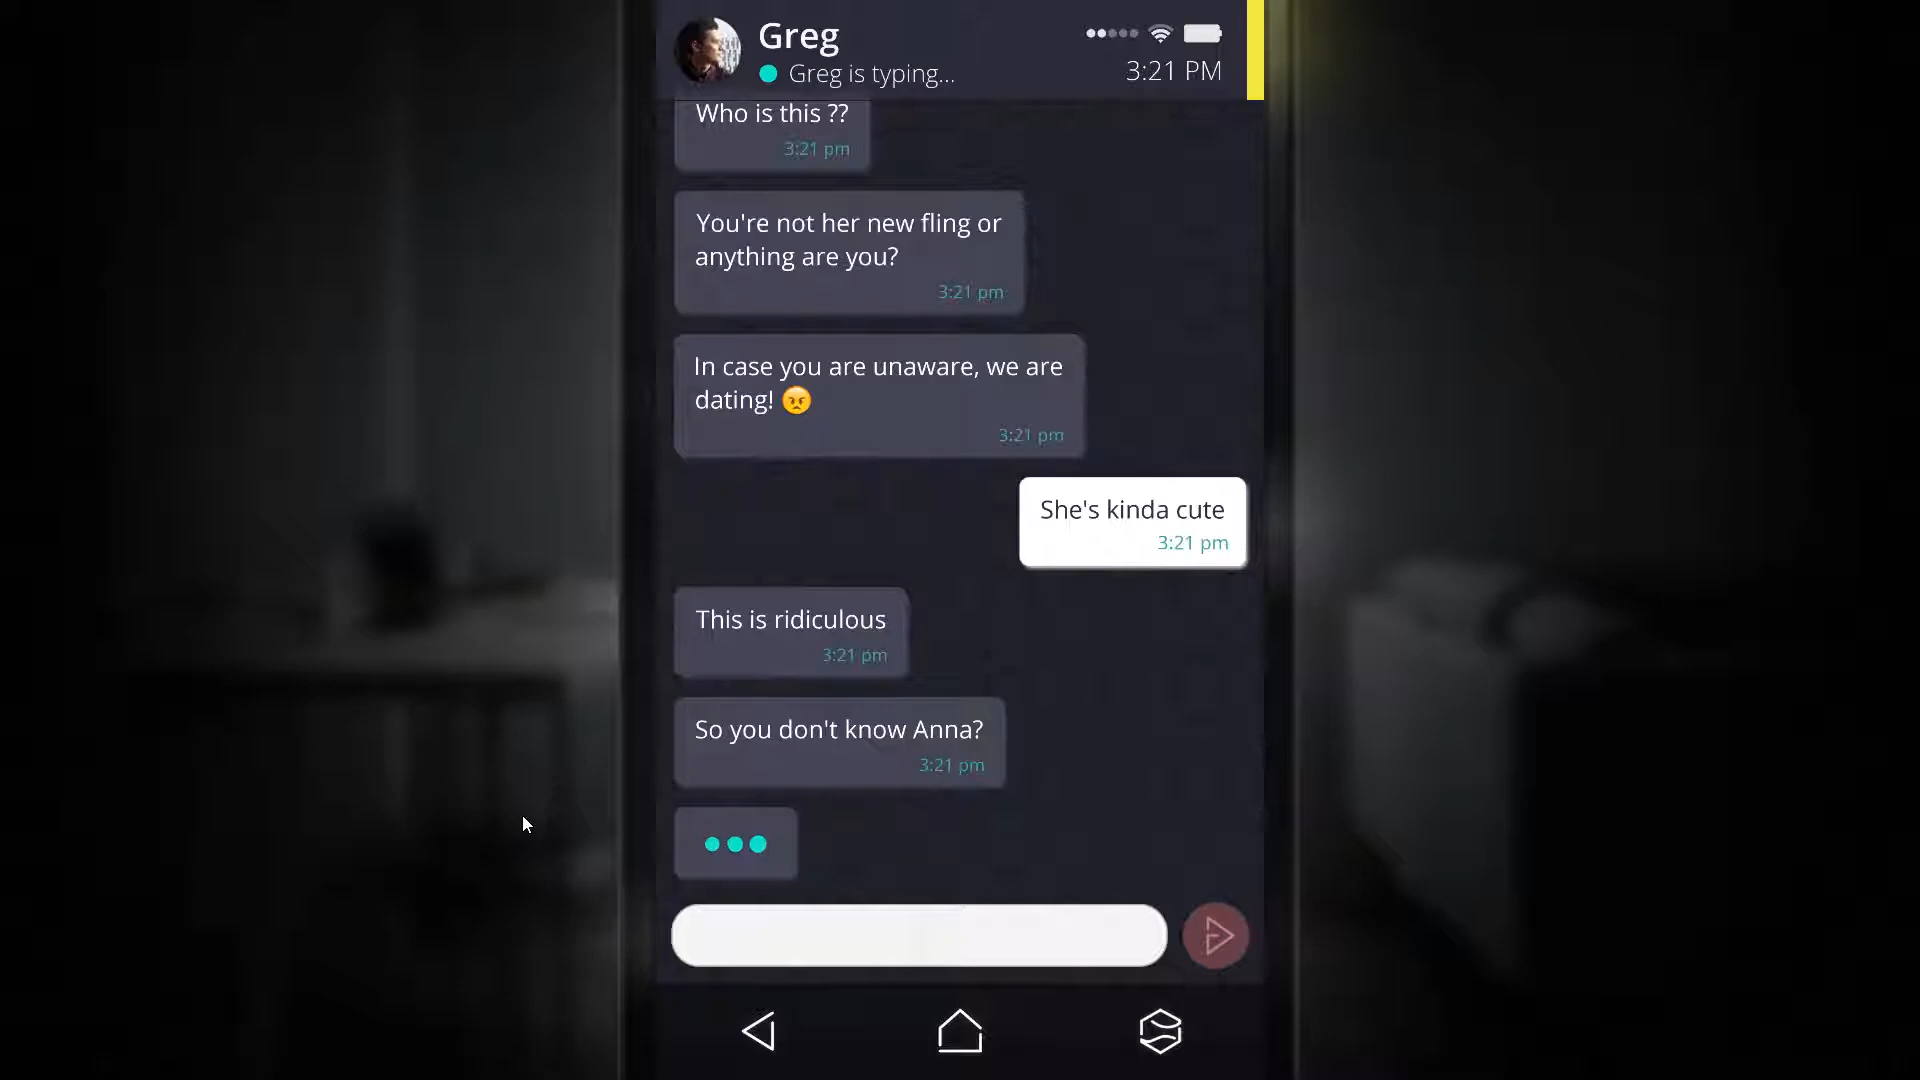 Greg
Greg is typing...
3:21 PM
Who is this ??
3:21 pm
You're not her new fling or
anything are you?
3:21 pm
In case you are unaware, we are
dating! 😠
3:21 pm
She's kinda cute
3:21 pm
This is ridiculous
3:21 pm
So you don't know Anna?
3:21 pm